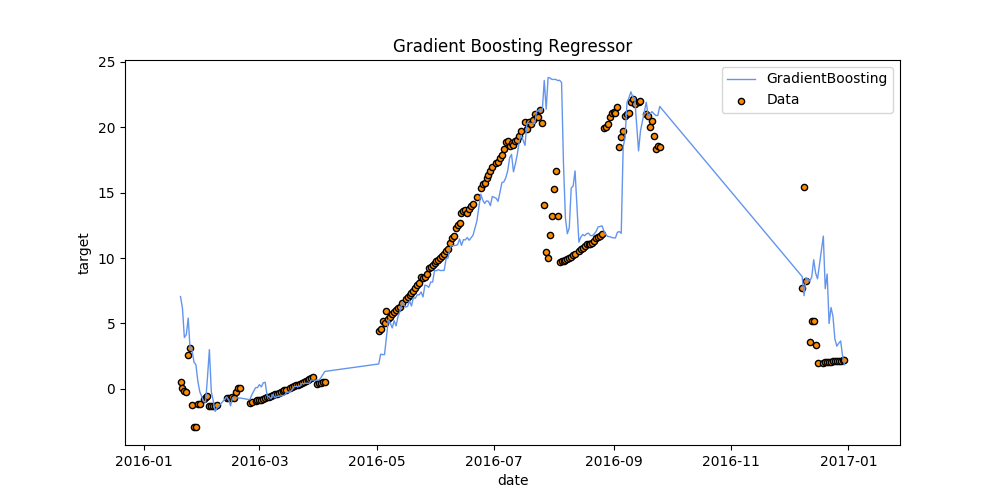 Gradient Boosting Regressor
GradientBoosting
Data
25
20
15
10
5
0
target
2016-01 2016-03 2016-05 2016-07 2016-09 2016-11 2017-01
date